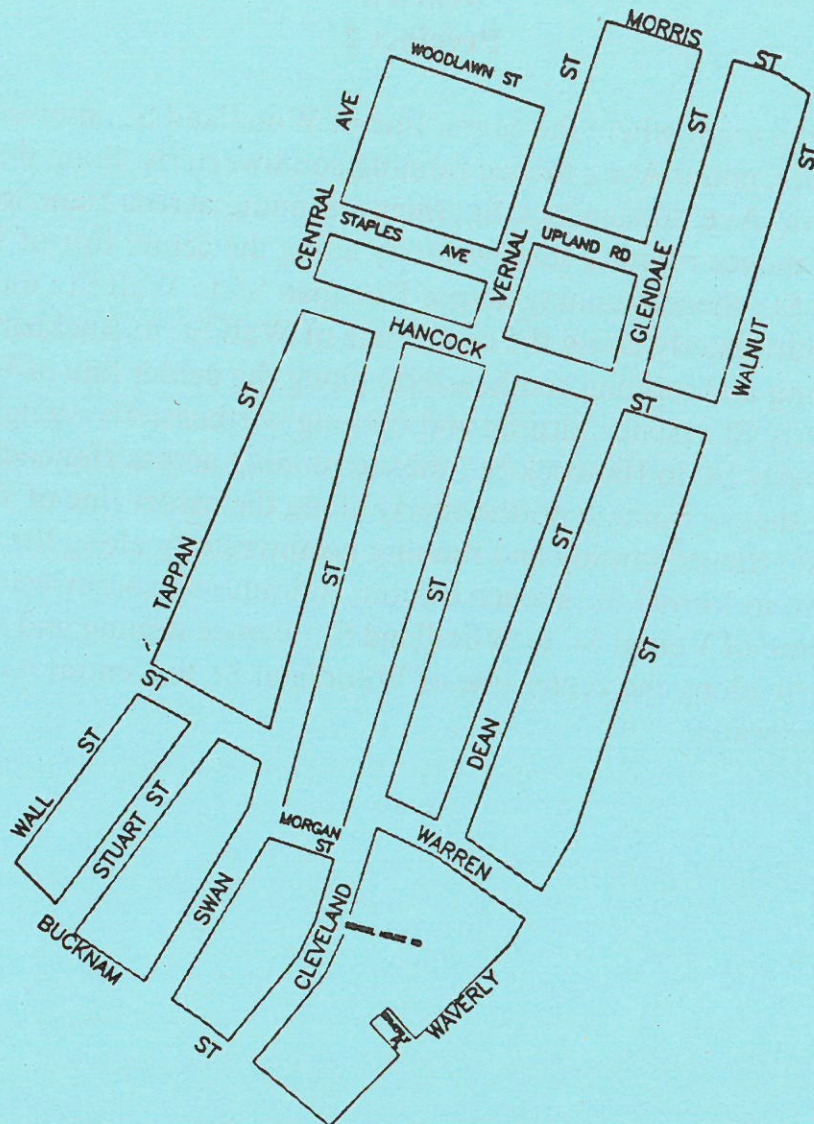 MORRIS
ST
WOODLAWN ST
ST
ST
ST
AVE
CENTRAL
STAPLES AVE
UPLAND RD
VERNAL
GLENDALE
HANCOCK
WALNUT
ST
ST
ST
ST
ST
ST
TAPPAN
ST
ST
DEAN
WALL
STUART ST
MORGAN
ST
WARREN
SWAN
BUCKNAM
CLEVELAND
WAVERLY
ST